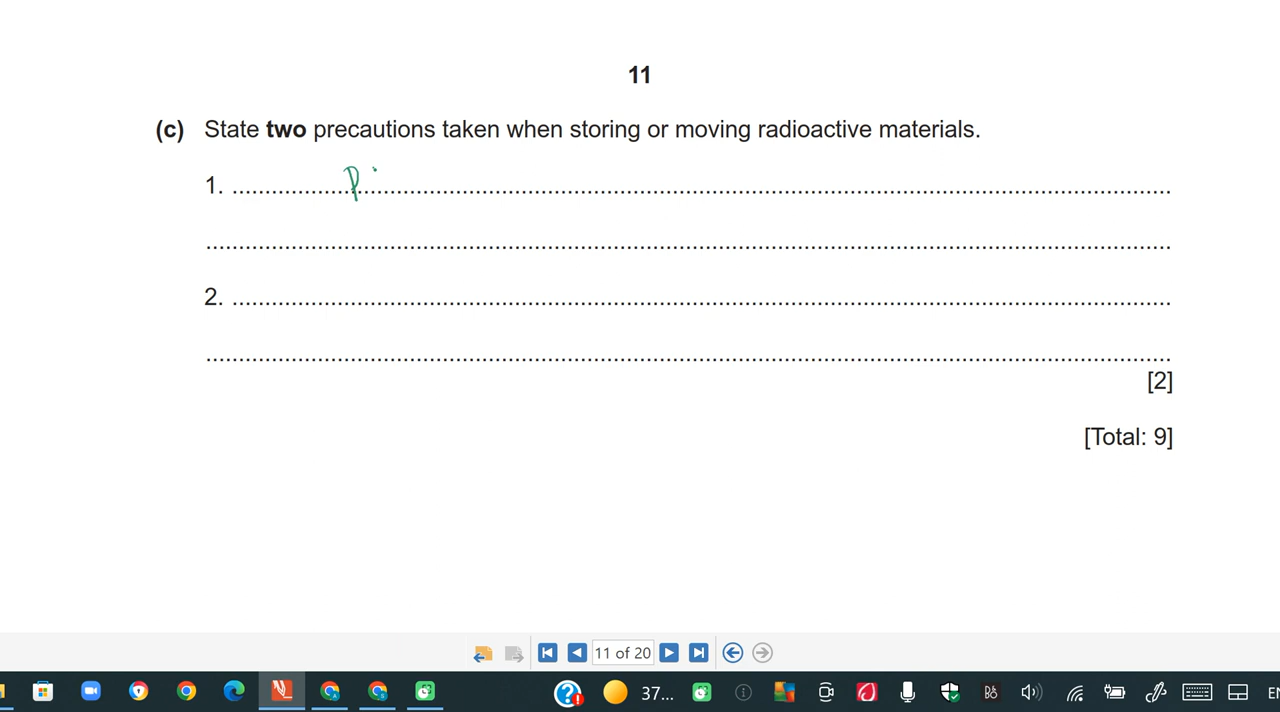 11
(c) State two precautions taken when storing or moving radioactive materials.
1. ..........................................................................................
P
..........................................................................................
2. ..........................................................................................
..........................................................................................
[2]
[Total: 9]
11 of 20
37...
EN